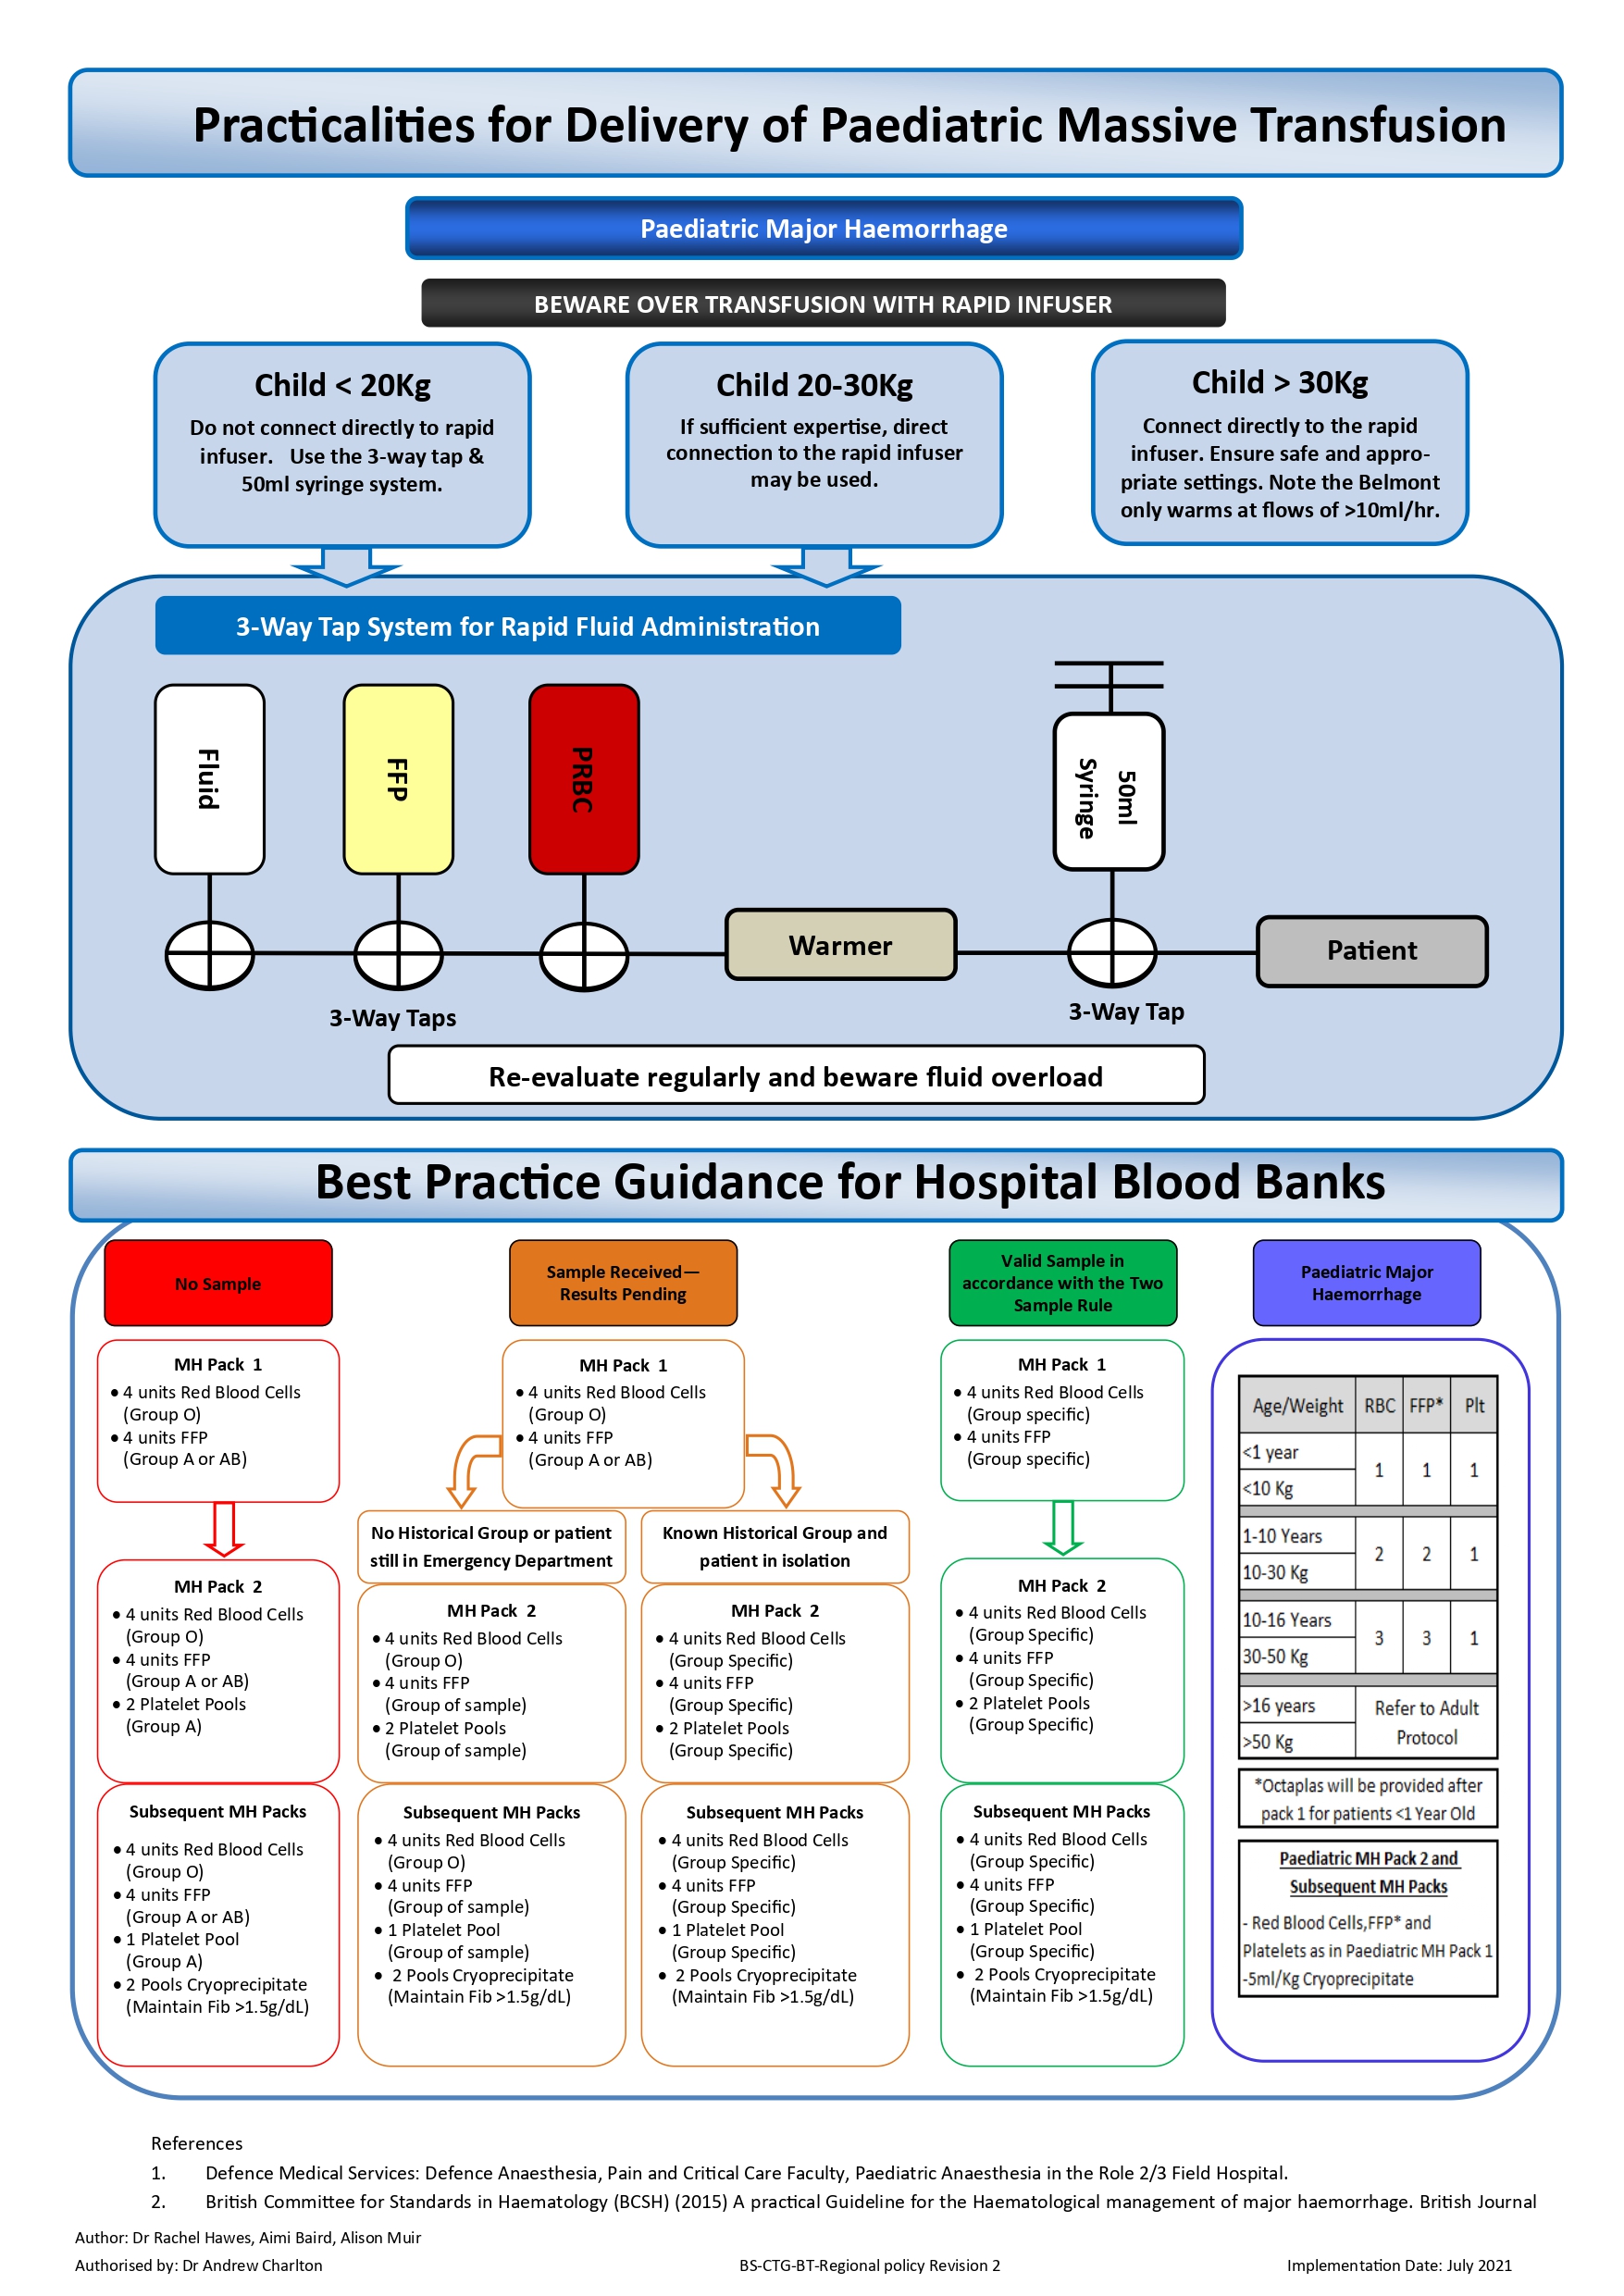 Practicalities for Delivery of Paediatric Massive Transfusion
Paediatric Major Haemorrhage
BEWARE OVER TRANSFUSION WITH RAPID INFUSER
Child < 20Kg
Do not connect directly to rapid
infuser.   Use the 3-way tap &
50ml syringe system.
Child 20-30Kg
If sufficient expertise, direct
connection to the rapid infuser
may be used.
Child > 30Kg
Connect directly to the rapid
infuser. Ensure safe and appro-
priate settings. Note the Belmont
only warms at flows of >10ml/hr.
3-Way Tap System for Rapid Fluid Administration
Fluid
FFP
PRBC
50ml
Syringe
Warmer
Patient
3-Way Taps
3-Way Tap
Re-evaluate regularly and beware fluid overload
Best Practice Guidance for Hospital Blood Banks
No Sample
MH Pack  1
• 4 units Red Blood Cells
(Group O)
• 4 units FFP
(Group A or AB)
MH Pack  2
• 4 units Red Blood Cells
(Group O)
• 4 units FFP
(Group A or AB)
• 2 Platelet Pools
(Group A)
Subsequent MH Packs
• 4 units Red Blood Cells
(Group O)
• 4 units FFP
(Group A or AB)
• 1 Platelet Pool
(Group A)
• 2 Pools Cryoprecipitate
(Maintain Fib >1.5g/dL)
Sample Received—
Results Pending
MH Pack  1
• 4 units Red Blood Cells
(Group O)
• 4 units FFP
(Group A or AB)
No Historical Group or patient
still in Emergency Department
MH Pack  2
• 4 units Red Blood Cells
(Group O)
• 4 units FFP
(Group of sample)
• 2 Platelet Pools
(Group of sample)
Subsequent MH Packs
• 4 units Red Blood Cells
(Group O)
• 4 units FFP
(Group of sample)
• 1 Platelet Pool
(Group of sample)
• 2 Pools Cryoprecipitate
(Maintain Fib >1.5g/dL)
Known Historical Group and
patient in isolation
MH Pack  2
• 4 units Red Blood Cells
(Group Specific)
• 4 units FFP
(Group Specific)
• 2 Platelet Pools
(Group Specific)
Subsequent MH Packs
• 4 units Red Blood Cells
(Group Specific)
• 4 units FFP
(Group Specific)
• 1 Platelet Pool
(Group Specific)
• 2 Pools Cryoprecipitate
(Maintain Fib >1.5g/dL)
Valid Sample in
accordance with the Two
Sample Rule
MH Pack  1
• 4 units Red Blood Cells
(Group specific)
• 4 units FFP
(Group specific)
MH Pack  2
• 4 units Red Blood Cells
(Group Specific)
• 4 units FFP
(Group Specific)
• 2 Platelet Pools
(Group Specific)
Subsequent MH Packs
• 4 units Red Blood Cells
(Group Specific)
• 4 units FFP
(Group Specific)
• 1 Platelet Pool
(Group Specific)
• 2 Pools Cryoprecipitate
(Maintain Fib >1.5g/dL)
Paediatric Major
Haemorrhage
Age/Weight RBC FFP* Plt
<1 year
1 1 1
<10 Kg
1-10 Years
2 2 1
10-30 Kg
10-16 Years
3 3 1
30-50 Kg
>16 years
>50 Kg
Refer to Adult
Protocol
*Octaplas will be provided after
pack 1 for patients <1 Year Old
Paediatric MH Pack 2 and
Subsequent MH Packs
- Red Blood Cells,FFP* and
Platelets as in Paediatric MH Pack 1
-5ml/Kg Cryoprecipitate
References
1. Defence Medical Services: Defence Anaesthesia, Pain and Critical Care Faculty, Paediatric Anaesthesia in the Role 2/3 Field Hospital.
2. British Committee for Standards in Haematology (BCSH) (2015) A practical Guideline for the Haematological management of major haemorrhage. British Journal
Author: Dr Rachel Hawes, Aimi Baird, Alison Muir
Authorised by: Dr Andrew Charlton BS-CTG-BT-Regional policy Revision 2 Implementation Date: July 2021